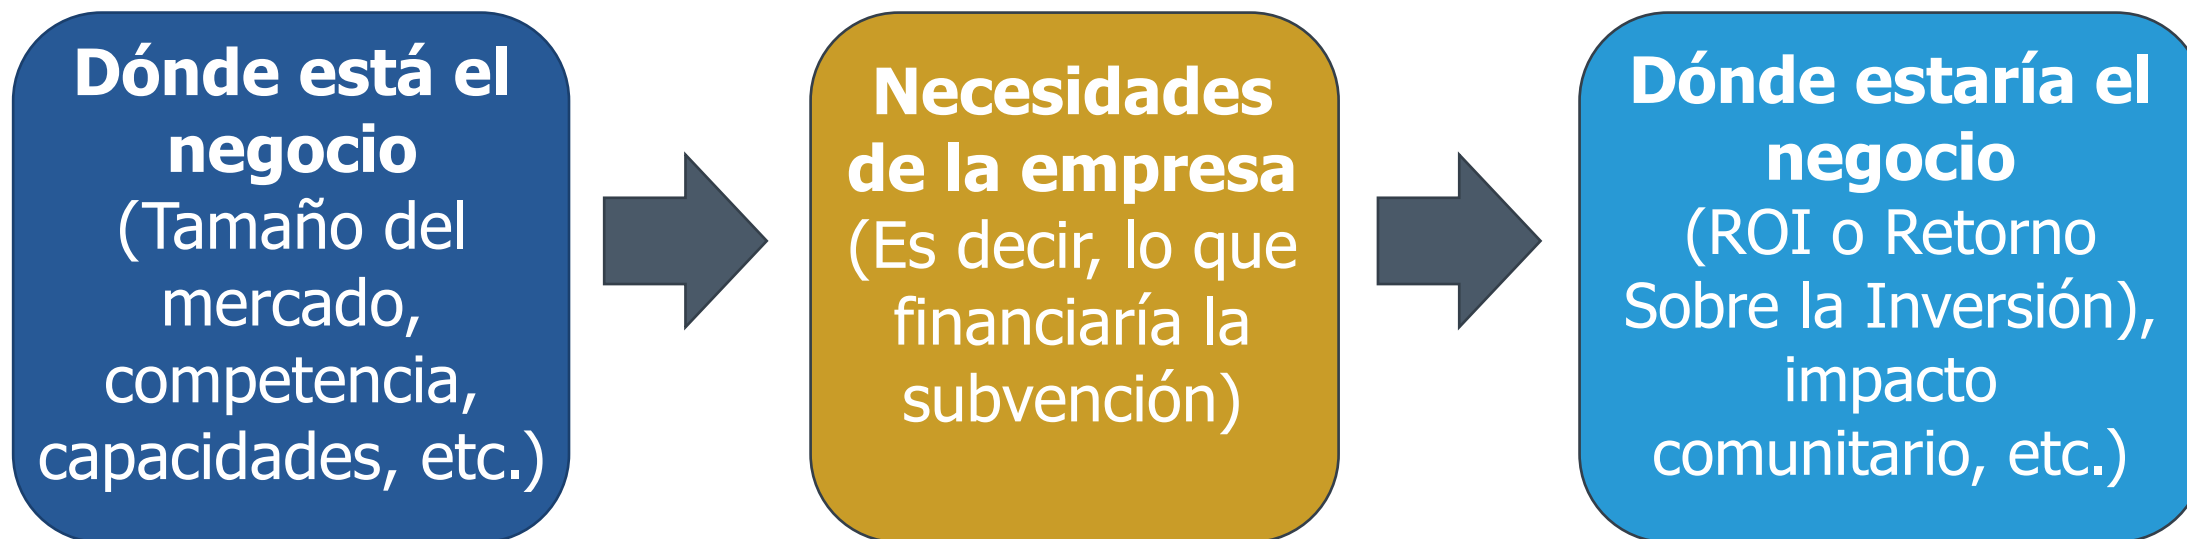 Dónde está el
negocio
(Tamaño del
mercado,
competencia,
capacidades, etc.)
Necesidades
de la empresa
(Es decir, lo que
financiaría la
subvención)
Dónde estaría el
negocio
(ROI o Retorno
Sobre la Inversión),
impacto
comunitario, etc.)